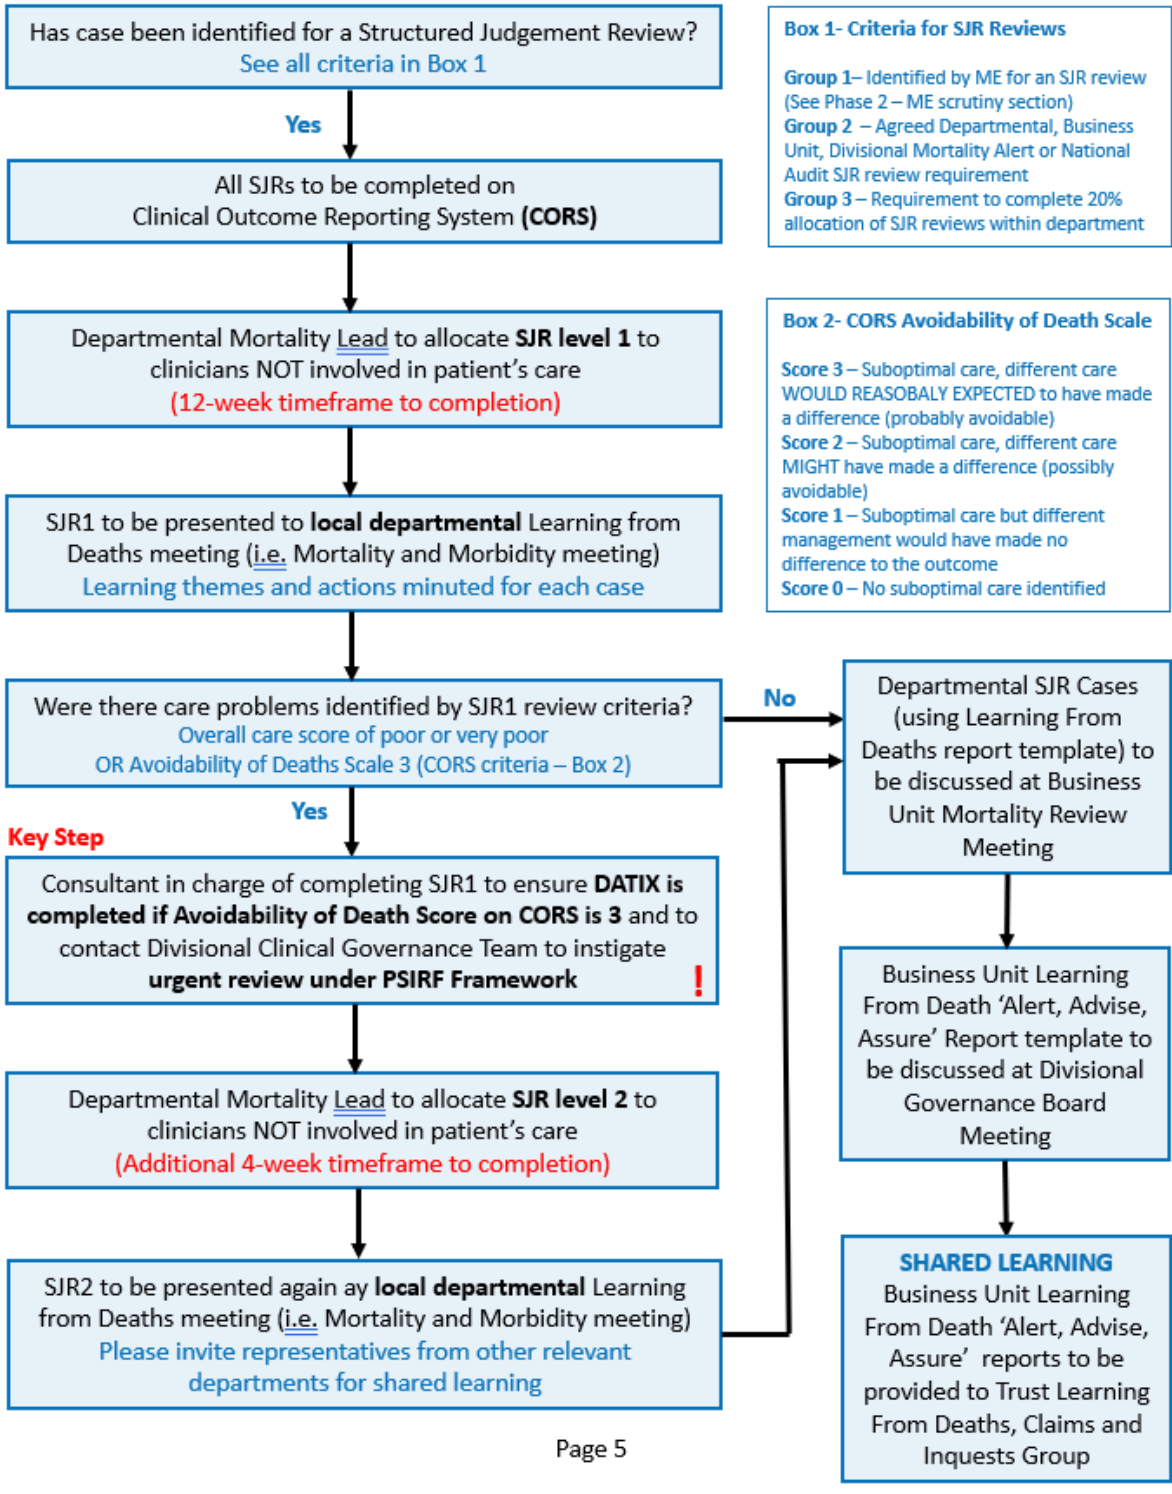 Has case been identified for a Structured Judgement Review?
See all criteria in Box 1
Yes
All SJRs to be completed on
Clinical Outcome Reporting System (CORS)
Departmental Mortality Lead to allocate SJR level 1 to
clinicians NOT involved in patient's care
(12-week timeframe to completion)
SJR1 to be presented to local departmental Learning from
Deaths meeting (i.e. Mortality and Morbidity meeting)
Learning themes and actions minuted for each case
Were there care problems identified by SJR1 review criteria?
Overall care score of poor or very poor
OR Avoidability of Deaths Scale 3 (CORS criteria – Box 2)
Yes
Key Step
Consultant in charge of completing SJR1 to ensure DATIX is
completed if Avoidability of Death Score on CORS is 3 and to
contact Divisional Clinical Governance Team to instigate
urgent review under PSIRF Framework
!
Departmental Mortality Lead to allocate SJR level 2 to
clinicians NOT involved in patient's care
(Additional 4-week timeframe to completion)
SJR2 to be presented again ay local departmental Learning
from Deaths meeting (i.e. Mortality and Morbidity meeting)
Please invite representatives from other relevant
departments for shared learning
Box 1- Criteria for SJR Reviews
Group 1– Identified by ME for an SJR review
(See Phase 2 – ME scrutiny section)
Group 2 – Agreed Departmental, Business
Unit, Divisional Mortality Alert or National
Audit SJR review requirement
Group 3 – Requirement to complete 20%
allocation of SJR reviews within department
Box 2- CORS Avoidability of Death Scale
Score 3 – Suboptimal care, different care
WOULD REASOBALY EXPECTED to have made
a difference (probably avoidable)
Score 2 – Suboptimal care, different care
MIGHT have made a difference (possibly
avoidable)
Score 1 – Suboptimal care but different
management would have made no
difference to the outcome
Score 0 – No suboptimal care identified
No
Departmental SJR Cases
(using Learning From
Deaths report template) to
be discussed at Business
Unit Mortality Review
Meeting
Business Unit Learning
From Death 'Alert, Advise,
Assure' Report template to
be discussed at Divisional
Governance Board
Meeting
SHARED LEARNING
Business Unit Learning
From Death 'Alert, Advise,
Assure' reports to be
provided to Trust Learning
From Deaths, Claims and
Inquests Group
Page 5